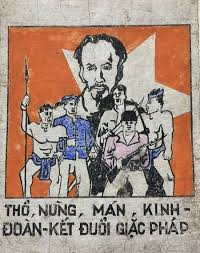 THỔ, NÙNG, MÁN, KINH-
ĐOÀN-KẾT ĐUỔI GIẶC PHÁP